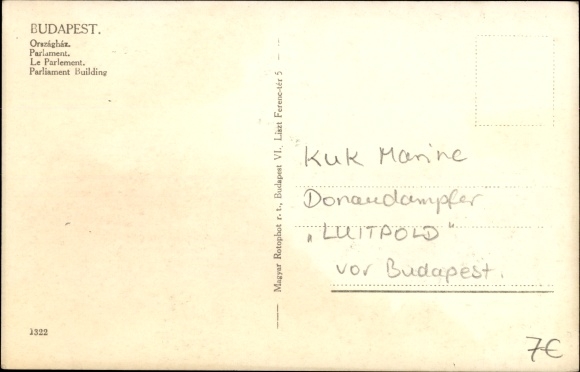 BUDAPEST.
Országház.
Parlament.
Le Parlement.
Parliament Building
Magyar Rotophot r. t., Budapest VI., Liszt Ferenc-tér 5
KuK Marine
Donaudampfer
„LUITPOLD"
vor Budapest.
1322
7€